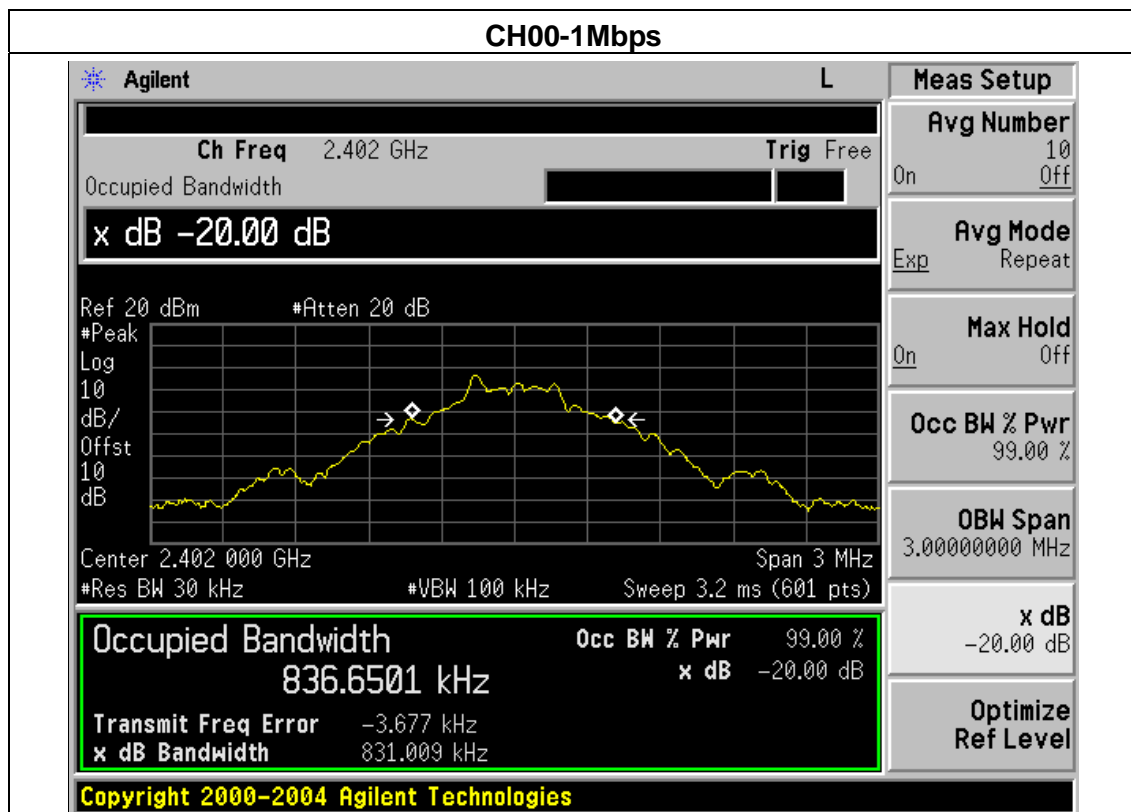 CH00-1Mbps
Agilent L
Ch Freq 2.402 GHz Trig Free
Occupied Bandwidth
x dB -20.00 dB
Ref 20 dBm #Atten 20 dB
#Peak
Log
10
dB/
Offst
10
dB
Center 2.402 000 GHz Span 3 MHz
#Res BW 30 kHz #VBW 100 kHz Sweep 3.2 ms (601 pts)
Occupied Bandwidth
836.6501 kHz
Occ BW % Pwr 99.00 %
x dB -20.00 dB
Transmit Freq Error -3.677 kHz
x dB Bandwidth 831.009 kHz
Copyright 2000-2004 Agilent Technologies
Meas Setup
Avg Number
10
On Off
Avg Mode
Exp Repeat
Max Hold
On Off
Occ BW % Pwr
99.00 %
OBW Span
3.00000000 MHz
x dB
-20.00 dB
Optimize
Ref Level